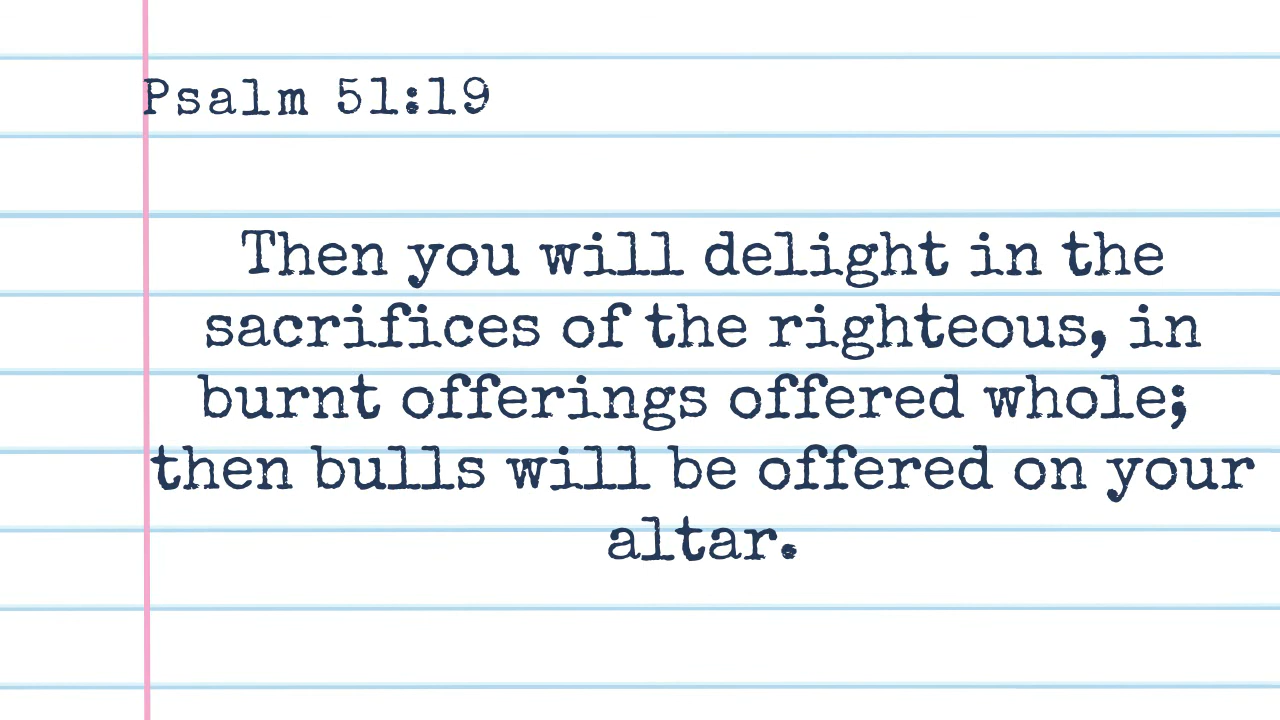 Psalm 51:19
Then you will delight in the
sacrifices of the righteous, in
burnt offerings offered whole;
then bulls will be offered on your
altar.